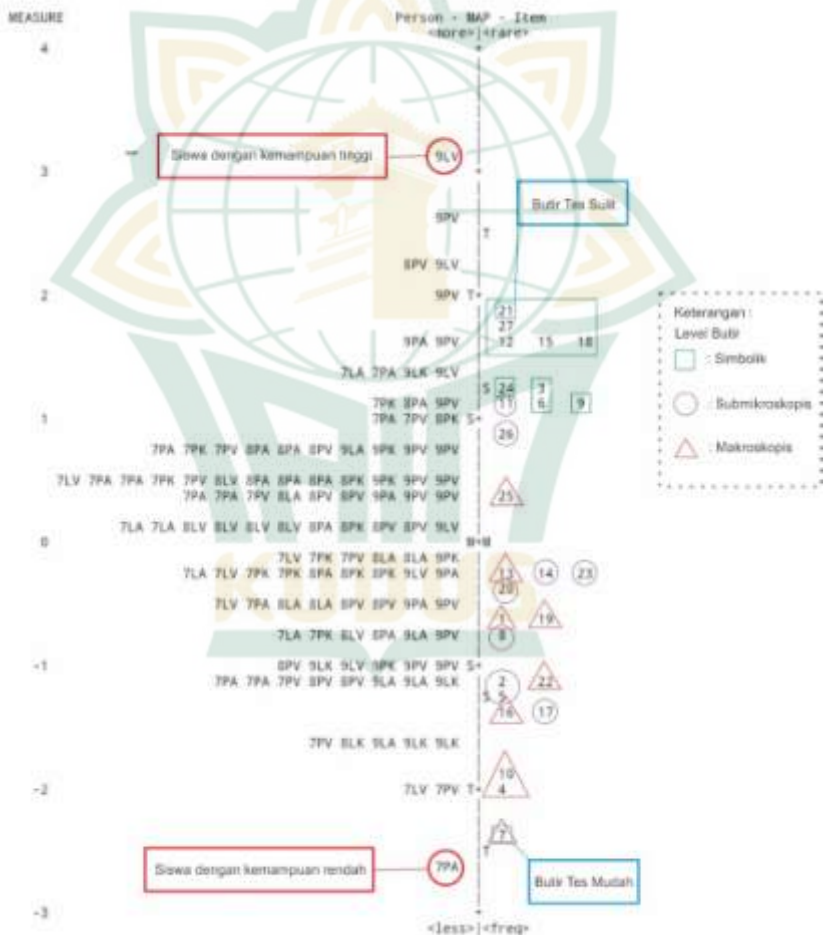 MEASURE Person - MAP - Item
<more>|<rare>
4
Siswa dengan kemampuan tinggi 9LV
3
Butir Tes Sulit
9PV
T
8PV 9LV
2 9PV T
21
27
9PA 9PV 12 15 18
Keterangan :
Level Butir
: Simbolik
: Submikroskopis
: Makroskopis
7LA 7PA 9LK 9LV
S 24 3
7PK 8PA 9PV 11 6 9
1 7PA 7PV 8PK S
26
7PA 7PK 7PV 8PA 8PA 8PV 9LA 9PK 9PV 9PV
7LV 7PA 7PA 7PK 7PV 8LV 8PA 8PA 8PA 8PK 9PK 9PV 9PV
7PA 7PA 7PV 8LA 8PV 8PV 9PA 9PV 9PV 25
7LA 7LA 8LV 8LV 8LV 8LV 8PA 8PK 8PV 8PV 9LV
0 M M
7LV 7PK 7PV 8LA 8LA 9PK
7LA 7LV 7PK 7PK 8PA 8PK 8PK 9LV 9PA 13 14 23
20
7LV 7PA 8LA 8LA 8PV 8PV 9PA 9PV
1 19
7LA 7PK 8LV 8PA 9LA 9PV 8
-1 8PV 9LK 9LV 9PK 9PV 9PV S
7PA 7PA 7PV 8PV 8PV 9LA 9LA 9LK 2 22
S 5
16 17
7PV 8LK 9LA 9LK 9LK
10
-2 7LV 7PV T 4
7
T
Siswa dengan kemampuan rendah 7PA
Butir Tes Mudah
-3
<less>|<freq>
KUDUS